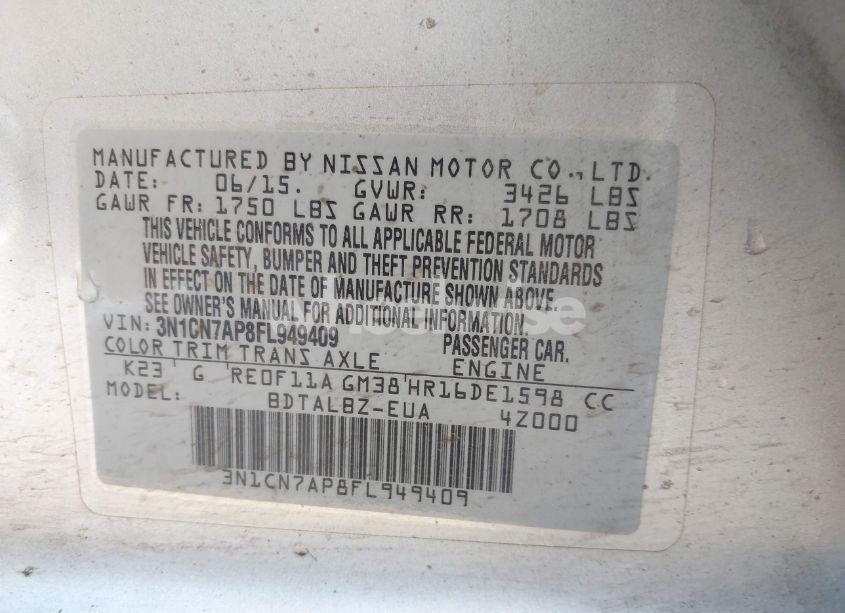 MANUFACTURED BY NISSAN MOTOR CO., LTD.
DATE: 06/15. GVWR: 3426 LBS
GAWR FR: 1750 LBS GAWR RR: 1708 LBS
THIS VEHICLE CONFORMS TO ALL APPLICABLE FEDERAL MOTOR
VEHICLE SAFETY, BUMPER AND THEFT PREVENTION STANDARDS
IN EFFECT ON THE DATE OF MANUFACTURE SHOWN ABOVE.
SEE OWNER'S MANUAL FOR ADDITIONAL INFORMATION
VIN: 3N1CN7AP8FL949409 PASSENGER CAR.
COLOR TRIM TRANS AXLE ENGINE
K23 G RE0F11A GM38 HR16DE1598 CC
MODEL: BDTALBZ-EUA 4Z000
3N1CN7AP8FL949409